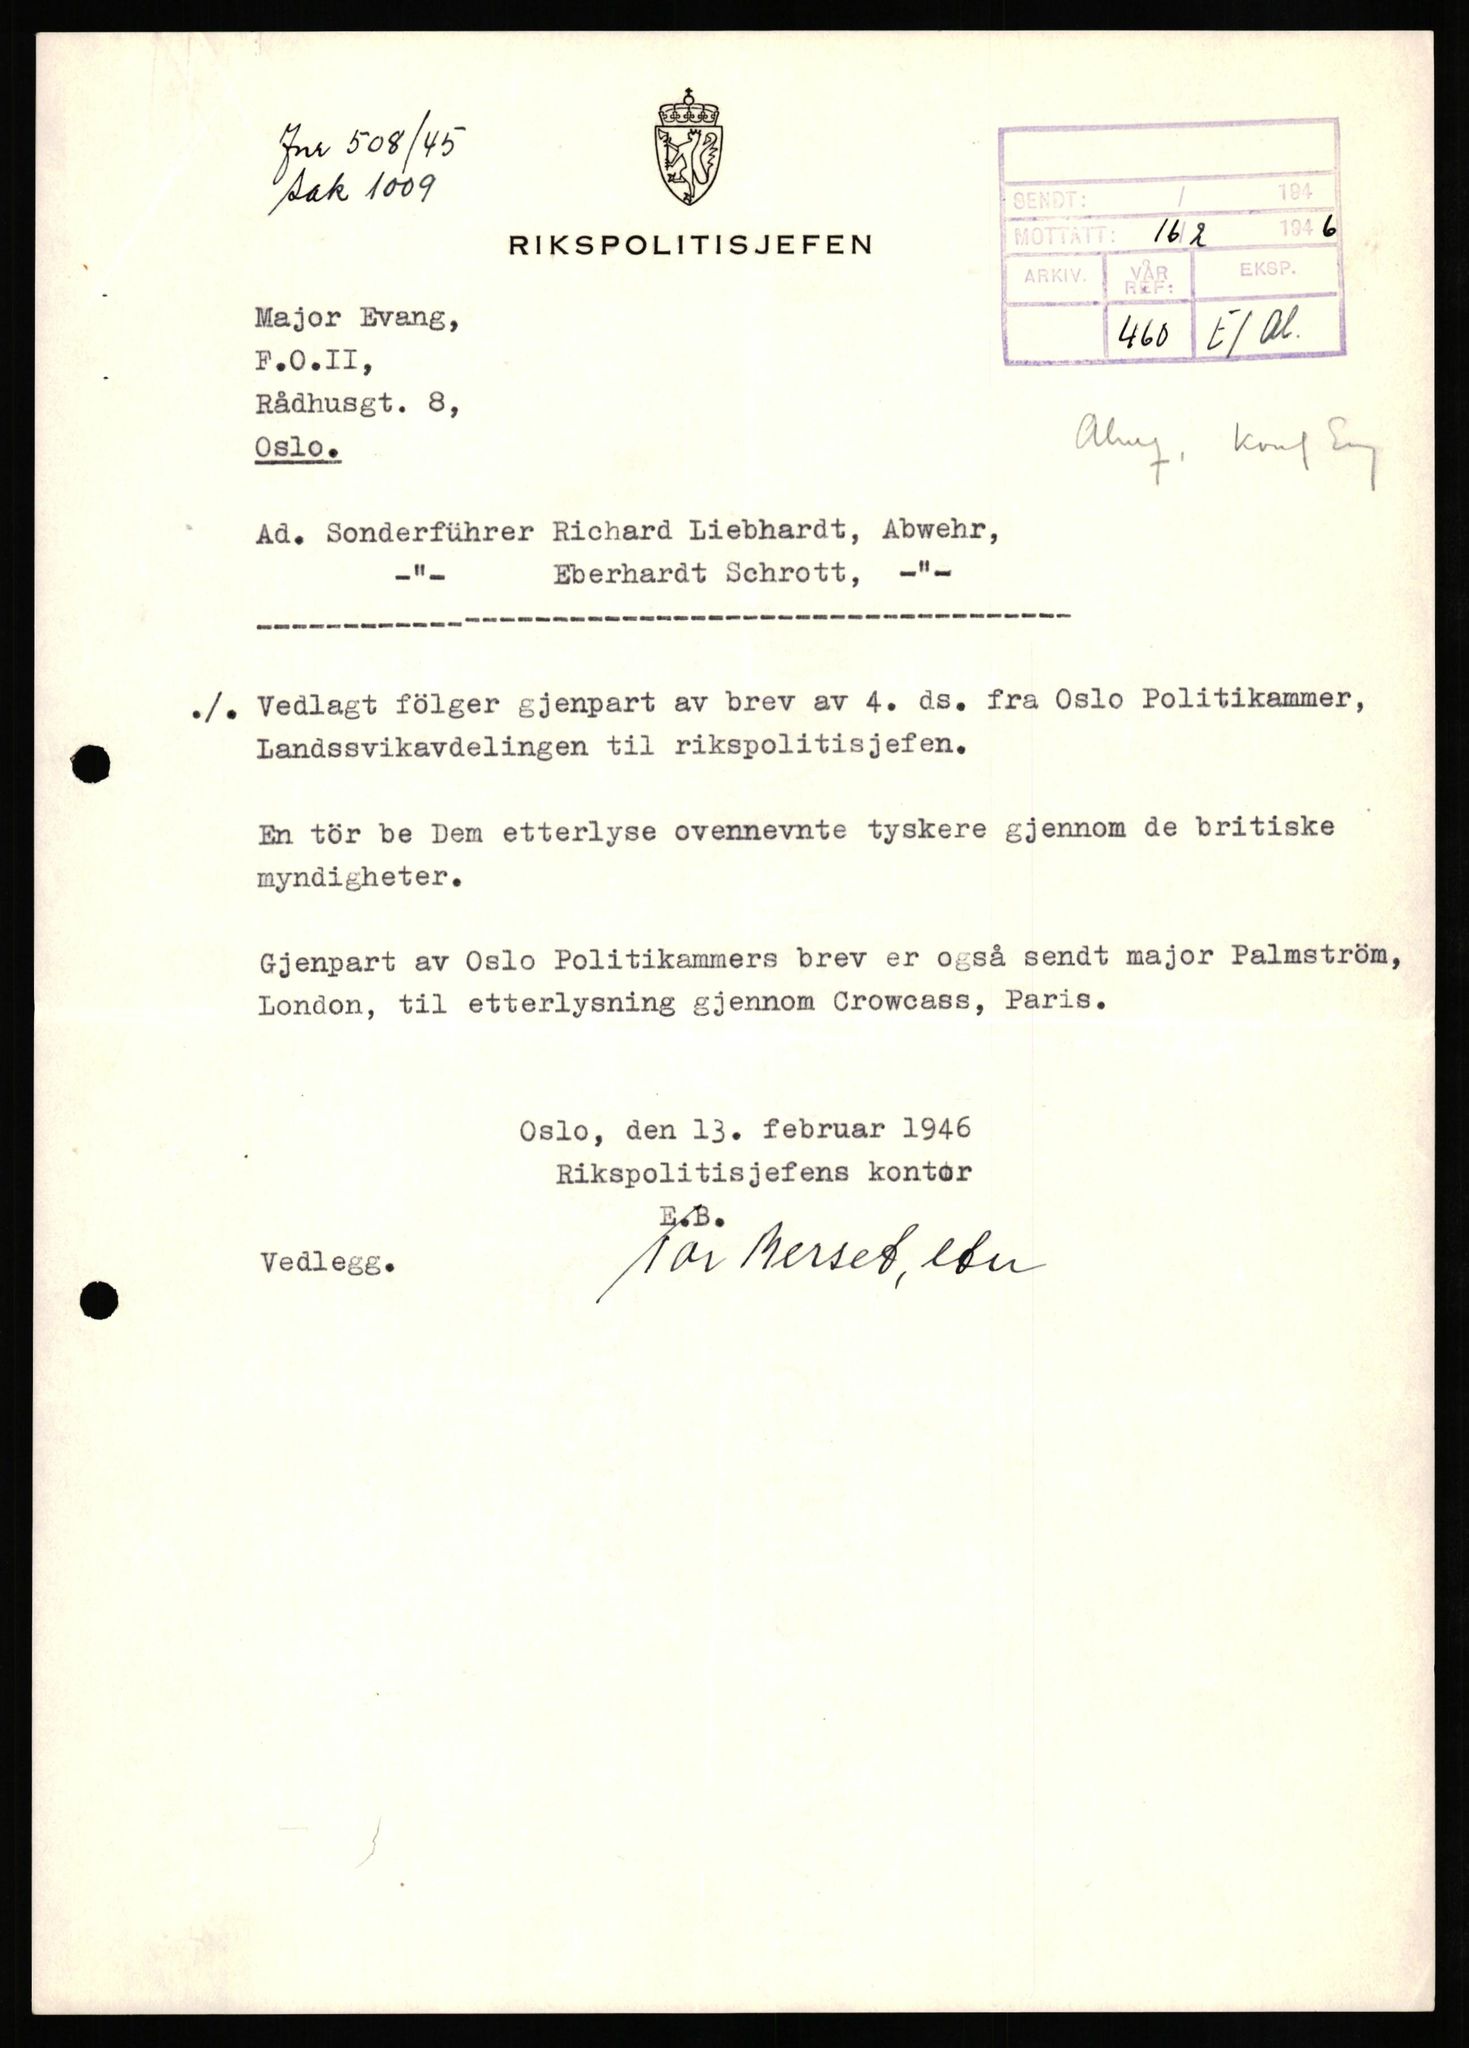 Jnr 508/45
sak 1009
RIKSPOLITISJEFEN
SENDT: / 194
MOTTATT: 16/2 1946
ARKIV. VÅR REF: EKSP.
460 E/Al.
Major Evang,
F.O.II,
Rådhusgt. 8,
Oslo.
Ad. Sonderführer Richard Liebhardt, Abwehr,
-"- Eberhardt Schrott, -"-
./. Vedlagt fölger gjenpart av brev av 4. ds. fra Oslo Politikammer,
Landssvikavdelingen til rikspolitisjefen.
En tör be Dem etterlyse ovennevnte tyskere gjennom de britiske
myndigheter.
Gjenpart av Oslo Politikammers brev er også sendt major Palmström,
London, til etterlysning gjennom Crowcass, Paris.
Oslo, den 13. februar 1946
Rikspolitisjefens kontor
E.B.
Vedlegg.
Tor Berset,